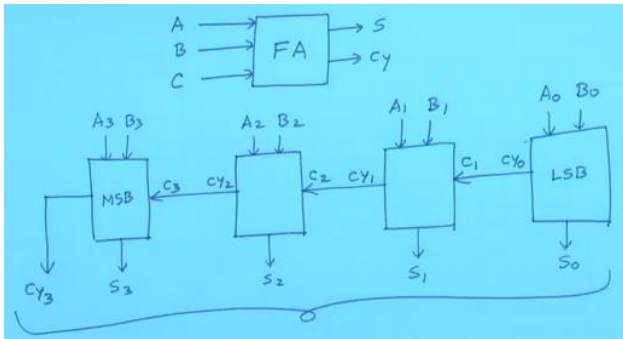 A
B
C
FA
S
Cy
A3 B3
A2 B2
A1 B1
A0 B0
MSB
C3 CY2
C2 CY1
C1 CY0
LSB
CY3
S3
S2
S1
S0